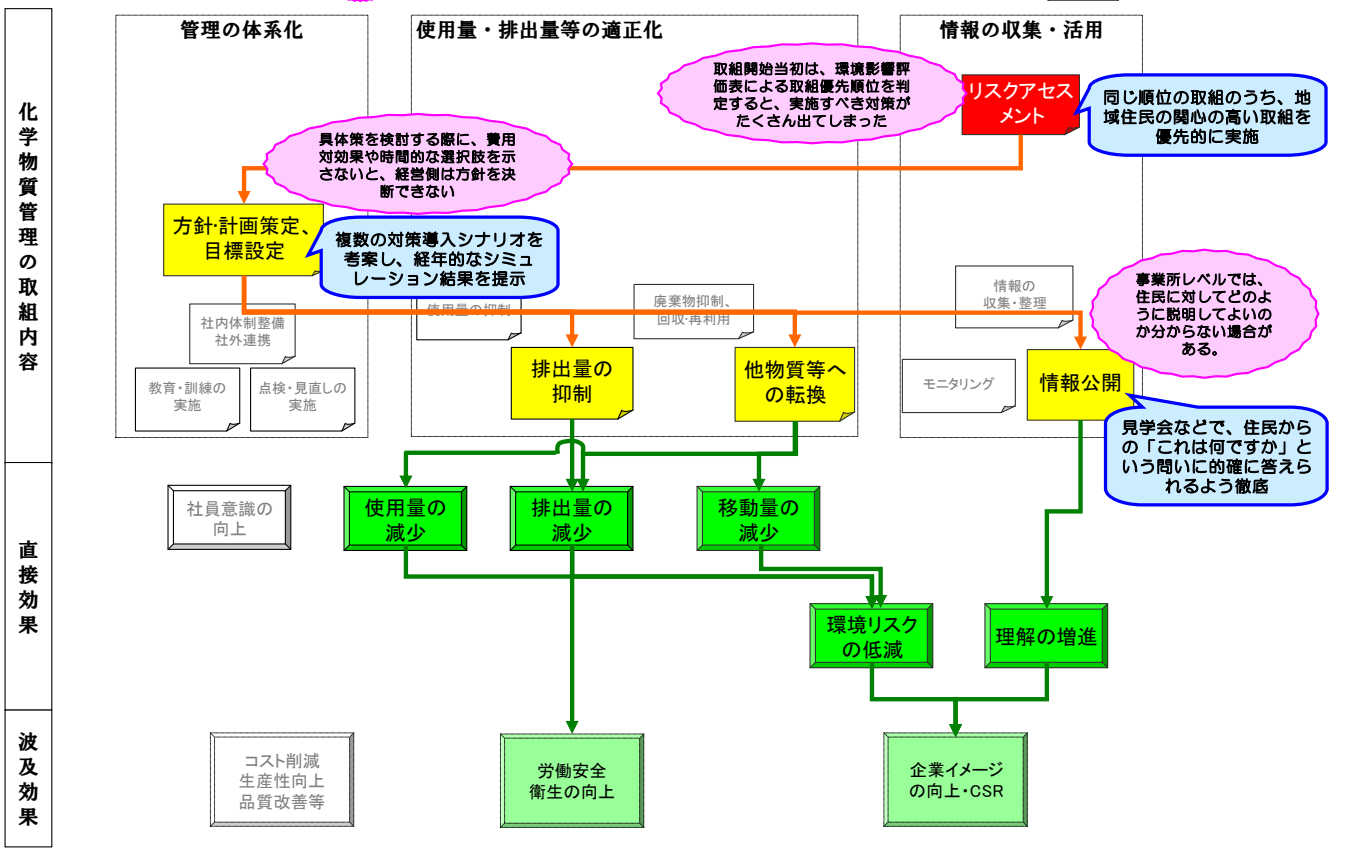 化学物質管理の取組内容
直接効果
波及効果
管理の体系化
使用量・排出量等の適正化
情報の収集・活用
取組開始当初は、環境影響評
価表による取組優先順位を判
定すると、実施すべき対策が
たくさん出てしまった
リスクアセス
メント
同じ順位の取組のうち、地
域住民の関心の高い取組を
優先的に実施
具体策を検討する際に、費用
対効果や時間的な選択肢を示
さないと、経営側は方針を決
断できない
方針・計画策定、
目標設定
複数の対策導入シナリオを
考案し、経年的なシミュ
レーション結果を提示
社内体制整備
社外連携
教育・訓練の
実施
点検・見直しの
実施
使用量の抑制
廃棄物抑制、
回収・再利用
排出量の
抑制
他物質等へ
の転換
情報の
収集・整理
事業所レベルでは、
住民に対してどのよ
うに説明してよいの
か分からない場合が
ある。
モニタリング
情報公開
見学会などで、住民から
の「これは何ですか」と
いう問いに的確に答えら
れるよう徹底
社員意識の
向上
使用量の
減少
排出量の
減少
移動量の
減少
環境リスク
の低減
理解の増進
コスト削減
生産性向上
品質改善等
労働安全
衛生の向上
企業イメージ
の向上・CSR